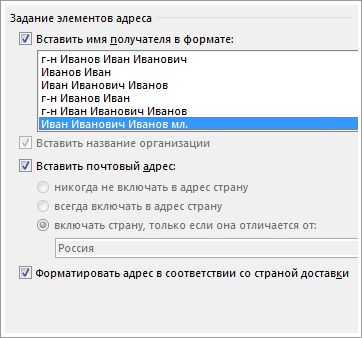 Задание элементов адреса
Вставить имя получателя в формате:
г-н Иванов Иван Иванович
Иванов Иван
Иван Иванович Иванов
г-н Иванов Иван
г-н Иван Иванович Иванов
Иван Иванович Иванов мл.
Вставить название организации
Вставить почтовый адрес:
никогда не включать в адрес страну
всегда включать в адрес страну
включать страну, только если она отличается от:
Россия
Форматировать адрес в соответствии со страной доставки